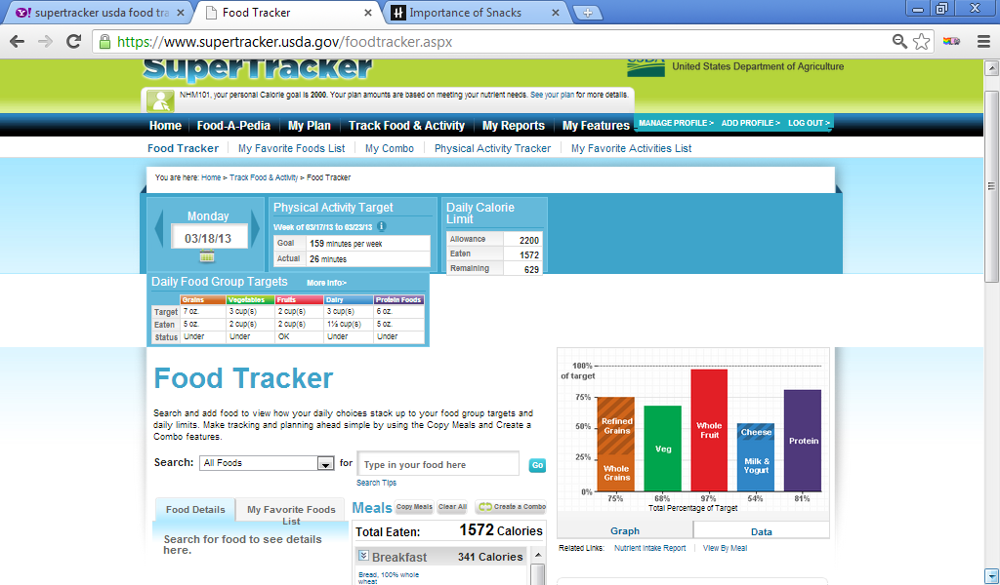 supertracker usda food tra
Food Tracker
Importance of Snacks
https://www.supertracker.usda.gov/foodtracker.aspx
SuperTracker
USDA United States Department of Agriculture
NHM101, your personal Calorie goal is 2000. Your plan amounts are based on meeting your nutrient needs. See your plan for more details.
Home Food-A-Pedia My Plan Track Food & Activity My Reports My Features MANAGE PROFILE > ADD PROFILE > LOG OUT >
Food Tracker My Favorite Foods List My Combo Physical Activity Tracker My Favorite Activities List
You are here: Home > Track Food & Activity > Food Tracker
Monday
03/18/13
Physical Activity Target
Week of 03/17/13 to 03/23/13
Goal 159 minutes per week
Actual 26 minutes
Daily Calorie
Limit
Allowance 2200
Eaten 1572
Remaining 629
Daily Food Group Targets More Info>
Grains Vegetables Fruits Dairy Protein Foods
Target 7 oz. 3 cup(s) 2 cup(s) 3 cup(s) 6 oz.
Eaten 5 oz. 2 cup(s) 2 cup(s) 1½ cup(s) 5 oz.
Status Under Under OK Under Under
Food Tracker
Search and add food to view how your daily choices stack up to your food group targets and
daily limits. Make tracking and planning ahead simple by using the Copy Meals and Create a
Combo features.
Search: All Foods for Type in your food here Go
Search Tips
Food Details
My Favorite Foods
List
Search for food to see details
here.
Meals Copy Meals Clear All Create a Combo
Total Eaten: 1572 Calories
Breakfast 341 Calories
Bread, 100% whole
wheat
100%
of target
75%
50%
25%
0%
Refined
Grains
Whole
Grains
Veg
Whole
Fruit
Cheese
Milk &
Yogurt
Protein
75% 68% 97% 54% 81%
Total Percentage of Target
Graph Data
Related Links: Nutrient Intake Report View By Meal